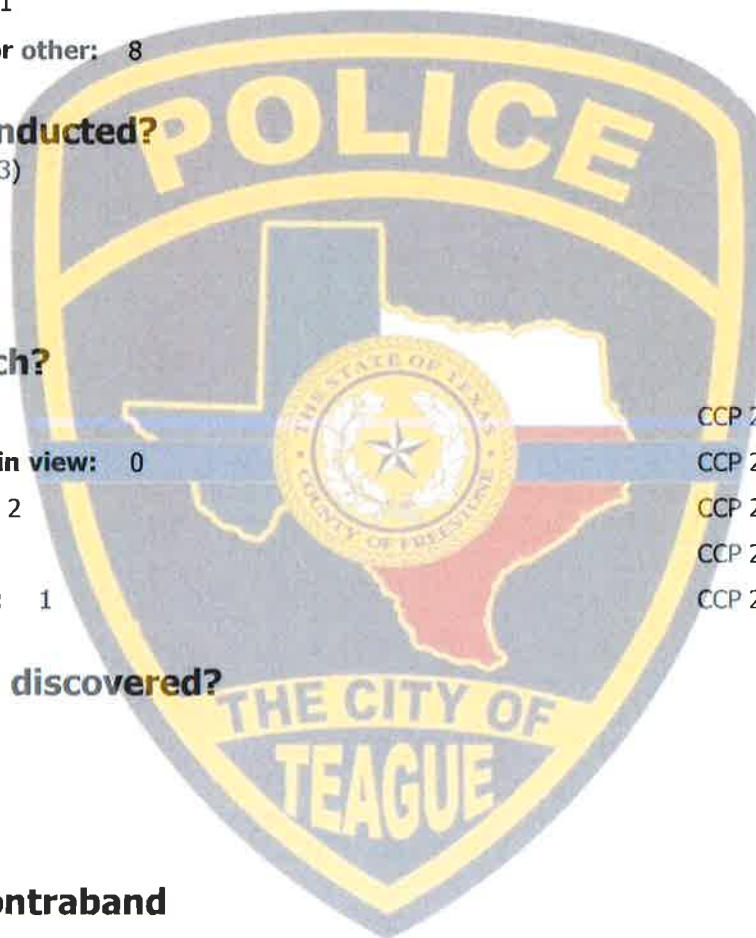 1
r other: 8
nducted?
3)
POLICE
ch?
THE STATE OF TEXAS
CCP 2
in view: 0
CCP 2
2
CCP 2
COUNTY OF FREESTONE
CCP 2
: 1
CCP 2
discovered?
THE CITY OF
TEAGUE
ontraband